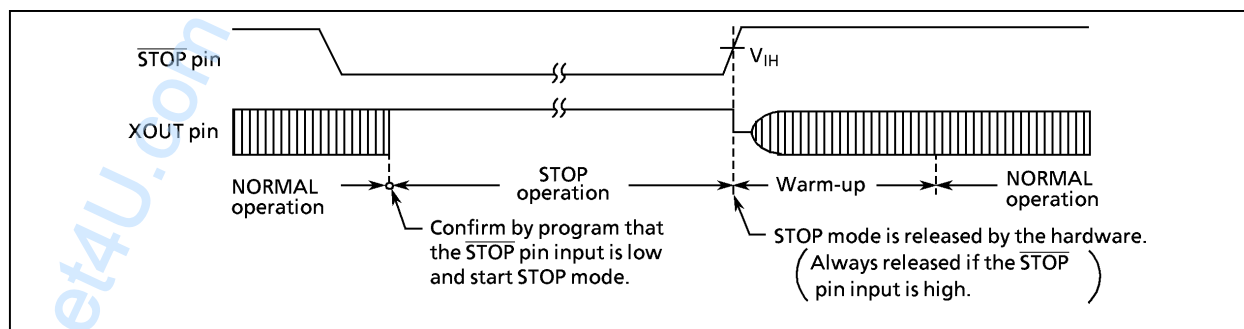 STOP pin
VIH
XOUT pin
NORMAL
operation
STOP
operation
Warm-up
NORMAL
operation
Confirm by program that
the STOP pin input is low
and start STOP mode.
STOP mode is released by the hardware.
(Always released if the STOP
pin input is high.)
et4U.com